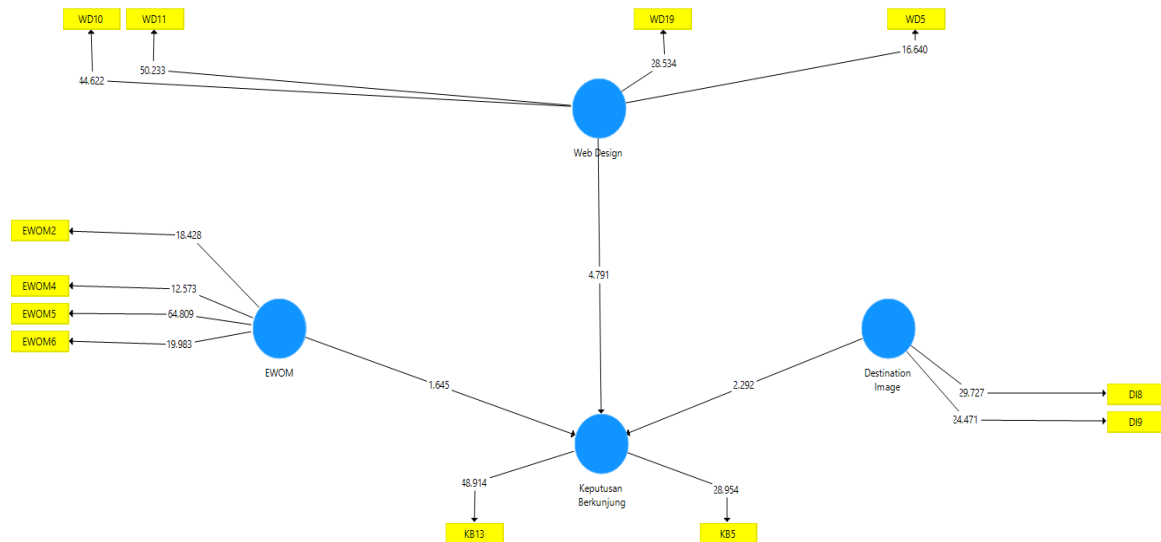 WD10
WD11
WD19
WD5
44.622
50.233
28.534
16.640
Web Design
EWOM2
18.428
4.791
EWOM4
12.573
EWOM5
64.809
EWOM6
19.983
EWOM
Destination
Image
1.645
2.292
29.727
DI8
24.471
DI9
48.914
Keputusan
Berkunjung
28.954
KB13
KB5